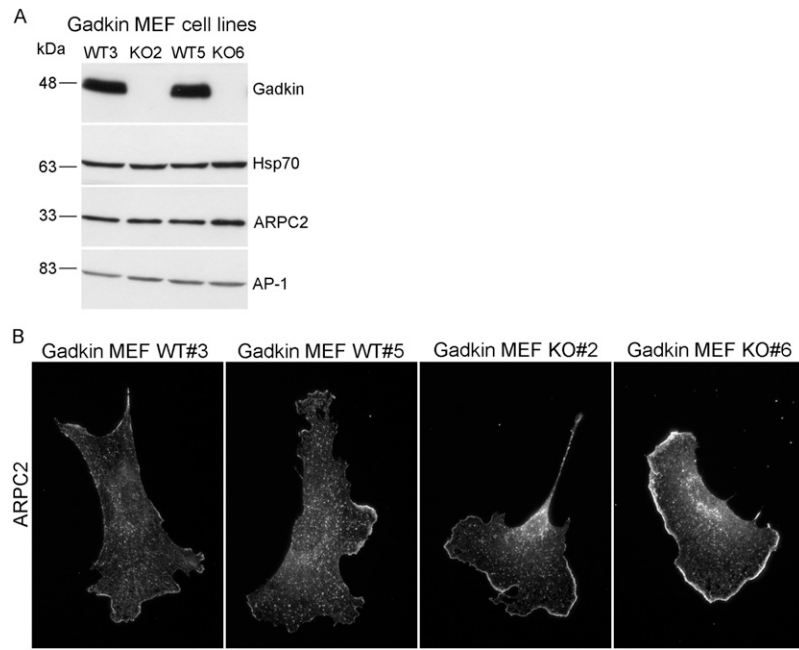 A
Gadkin MEF cell lines
kDa WT3 KO2 WT5 KO6
48 Gadkin
63 Hsp70
33 ARPC2
83 AP-1
B
Gadkin MEF WT#3 Gadkin MEF WT#5 Gadkin MEF KO#2 Gadkin MEF KO#6
ARPC2